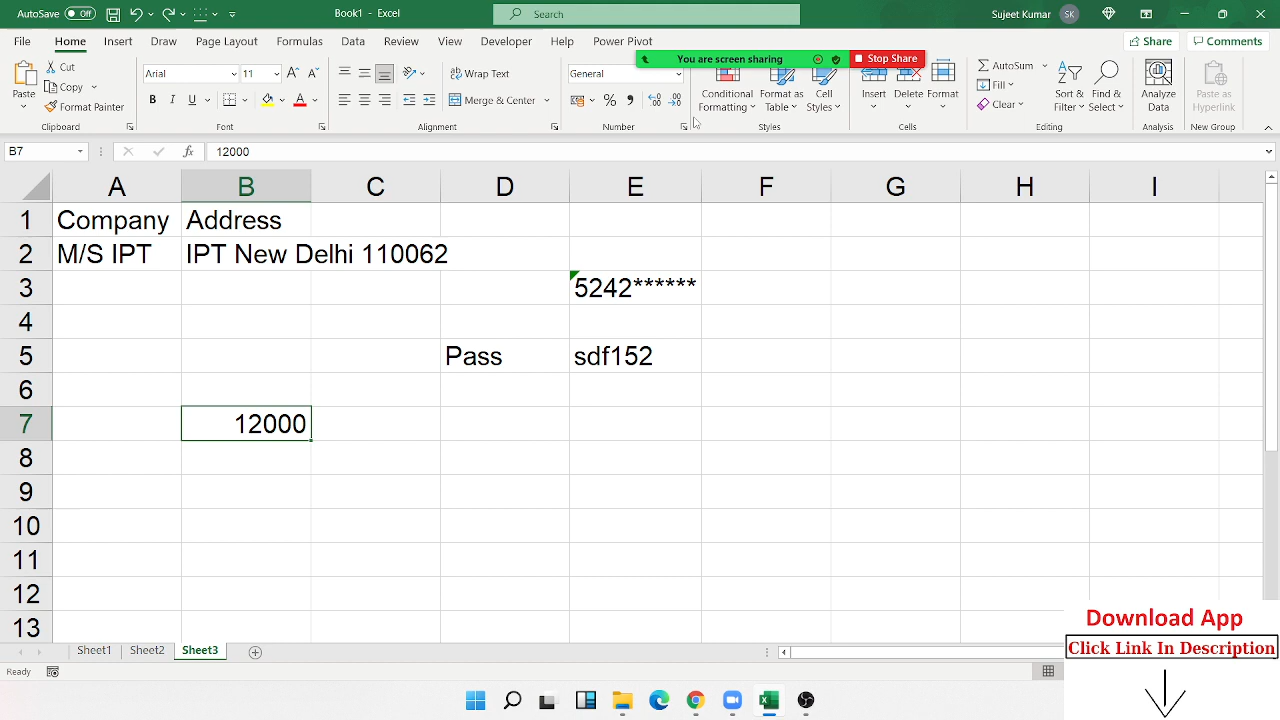 AutoSave Off Book1 - Excel Search Sujeet Kumar SK
File Home Insert Draw Page Layout Formulas Data Review View Developer Help Power Pivot Share Comments
You are screen sharing Stop Share
Paste Cut Copy Format Painter Clipboard
Arial 11 B I U A Font
Wrap Text Merge & Center Alignment
General % , Number
Conditional Formatting Format as Table Cell Styles Styles
Insert Delete Format Cells
AutoSum Fill Clear Sort & Filter Find & Select Editing
Analyze Data Analysis
Paste as Hyperlink New Group
B7 fx 12000
A B C D E F G H I
1 Company Address
2 M/S IPT IPT New Delhi 110062
3 5242******
4
5 Pass sdf152
6
7 12000
8
9
10
11
12
13
Sheet1 Sheet2 Sheet3
Ready
Download App
Click Link In Description